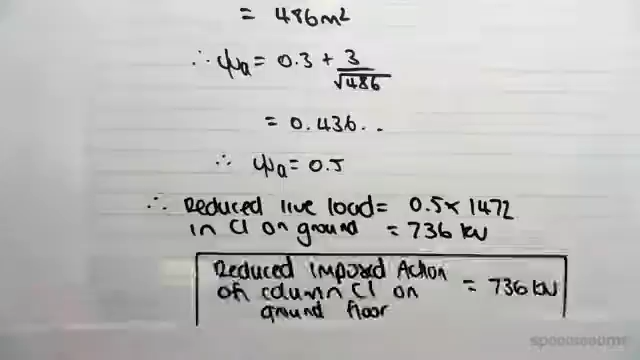 = 486m²
∴ ψa = 0.3 + 3/√486
= 0.436..
∴ ψa = 0.5
∴ Reduced live load = 0.5 × 1472
in C1 on ground = 736 kN
Reduced Imposed Action
of column C1 on = 736 kN
ground floor